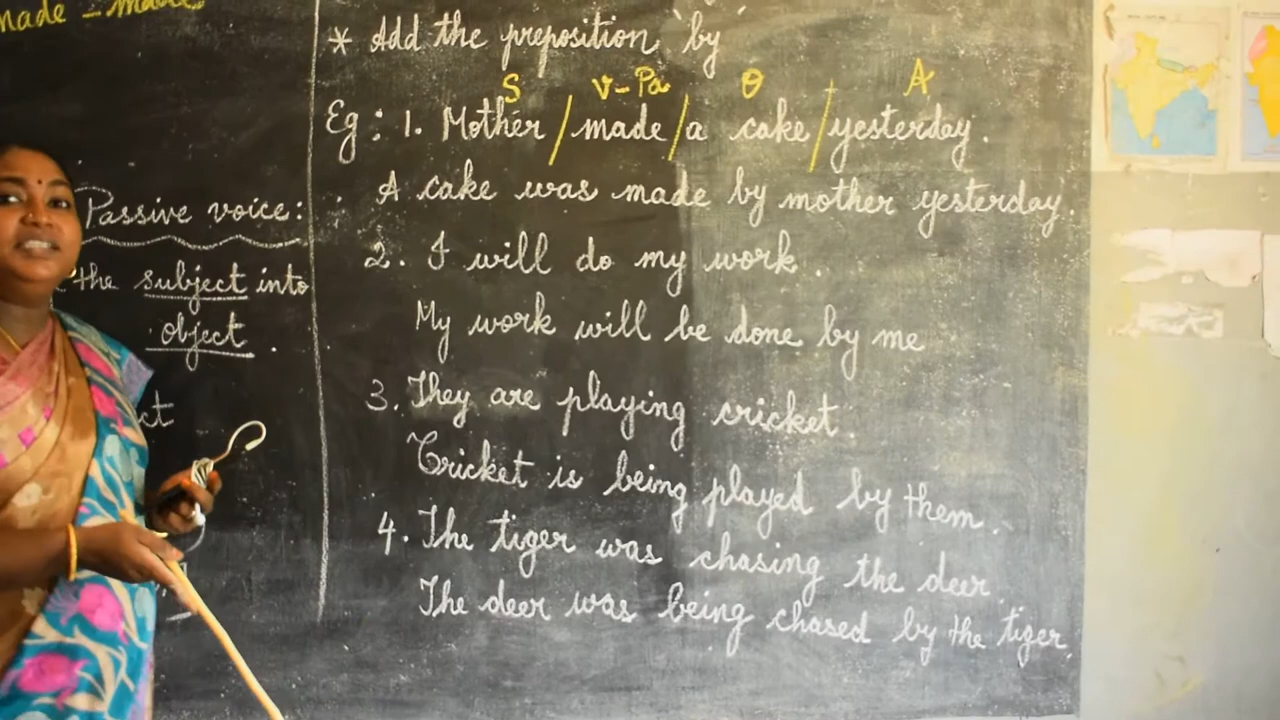 made - made
Passive voice:
the subject into
object.
* Add the preposition 'by'
S V-Pa O A
Eg: 1. Mother / made / a cake / yesterday.
A cake was made by mother yesterday.
2. I will do my work.
My work will be done by me
3. They are playing cricket
Cricket is being played by them.
4. The tiger was chasing the deer.
The deer was being chased by the tiger.